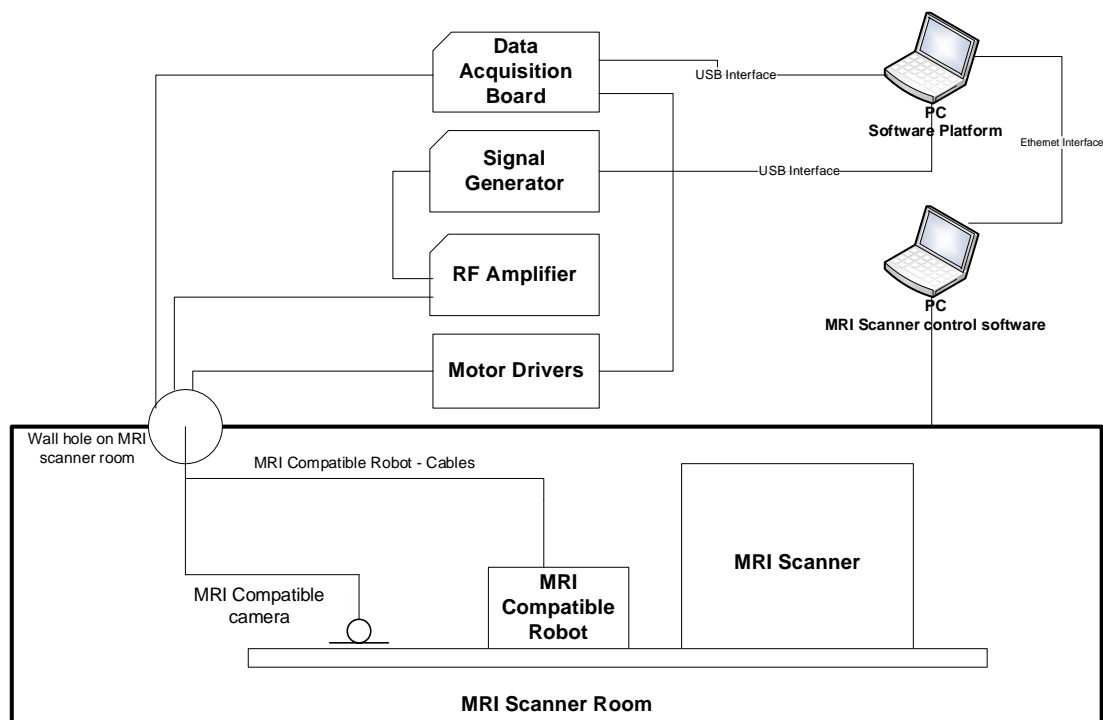 Data
Acquisition
Board
USB Interface
PC
Software Platform
Ethernet Interface
Signal
Generator
USB Interface
RF Amplifier
PC
MRI Scanner control software
Motor Drivers
Wall hole on MRI
scanner room
MRI Compatible Robot - Cables
MRI Scanner
MRI Compatible
camera
MRI
Compatible
Robot
MRI Scanner Room